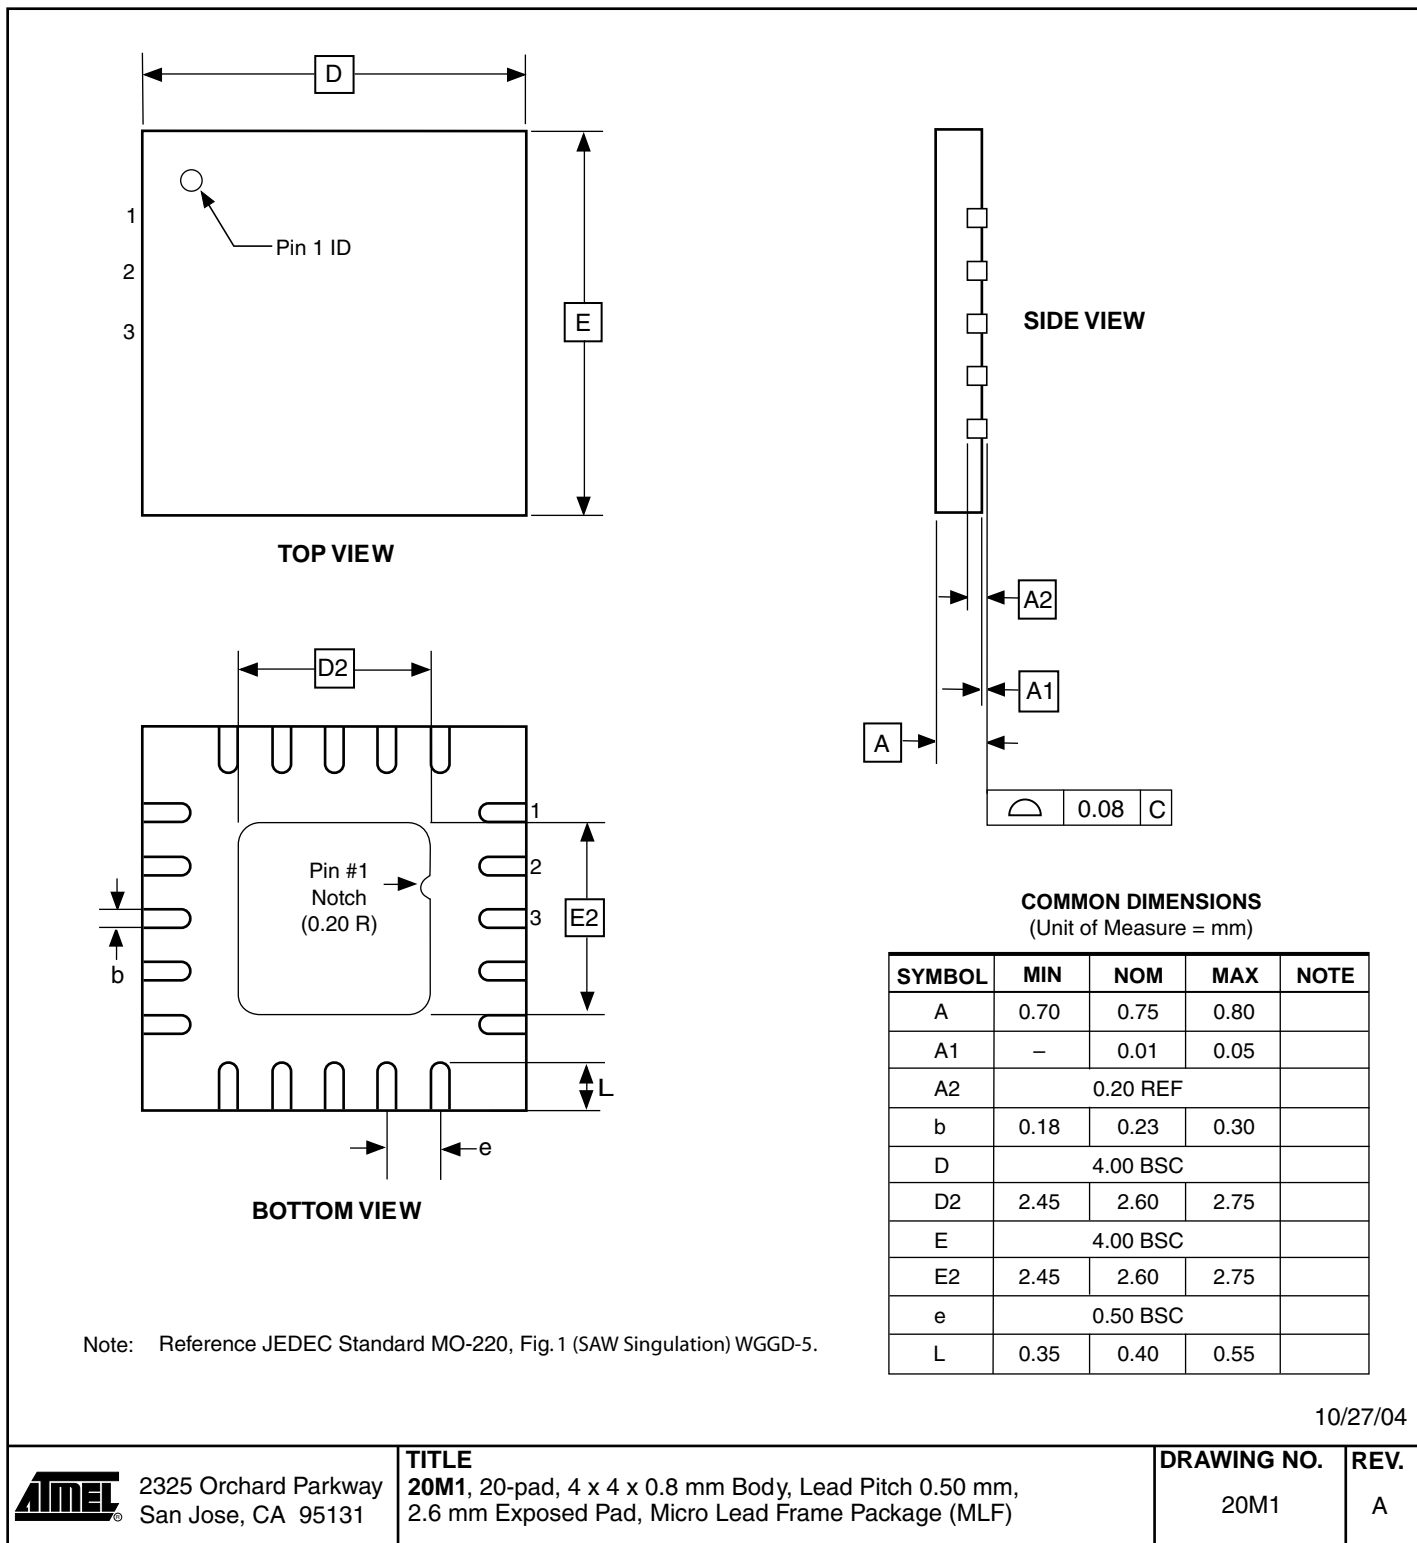 D
1
2
3
Pin 1 ID
E
TOP VIEW
SIDE VIEW
A2
A1
A
0.08 C
D2
1
2
3
Pin #1
Notch
(0.20 R)
E2
b
L
e
BOTTOM VIEW
COMMON DIMENSIONS
(Unit of Measure = mm)
SYMBOL MIN NOM MAX NOTE
A 0.70 0.75 0.80
A1 – 0.01 0.05
A2 0.20 REF
b 0.18 0.23 0.30
D 4.00 BSC
D2 2.45 2.60 2.75
E 4.00 BSC
E2 2.45 2.60 2.75
e 0.50 BSC
L 0.35 0.40 0.55
Note: Reference JEDEC Standard MO-220, Fig. 1 (SAW Singulation) WGGD-5.
10/27/04
ATMEL ®
2325 Orchard Parkway
San Jose, CA 95131
TITLE
20M1, 20-pad, 4 x 4 x 0.8 mm Body, Lead Pitch 0.50 mm,
2.6 mm Exposed Pad, Micro Lead Frame Package (MLF)
DRAWING NO.
20M1
REV.
A